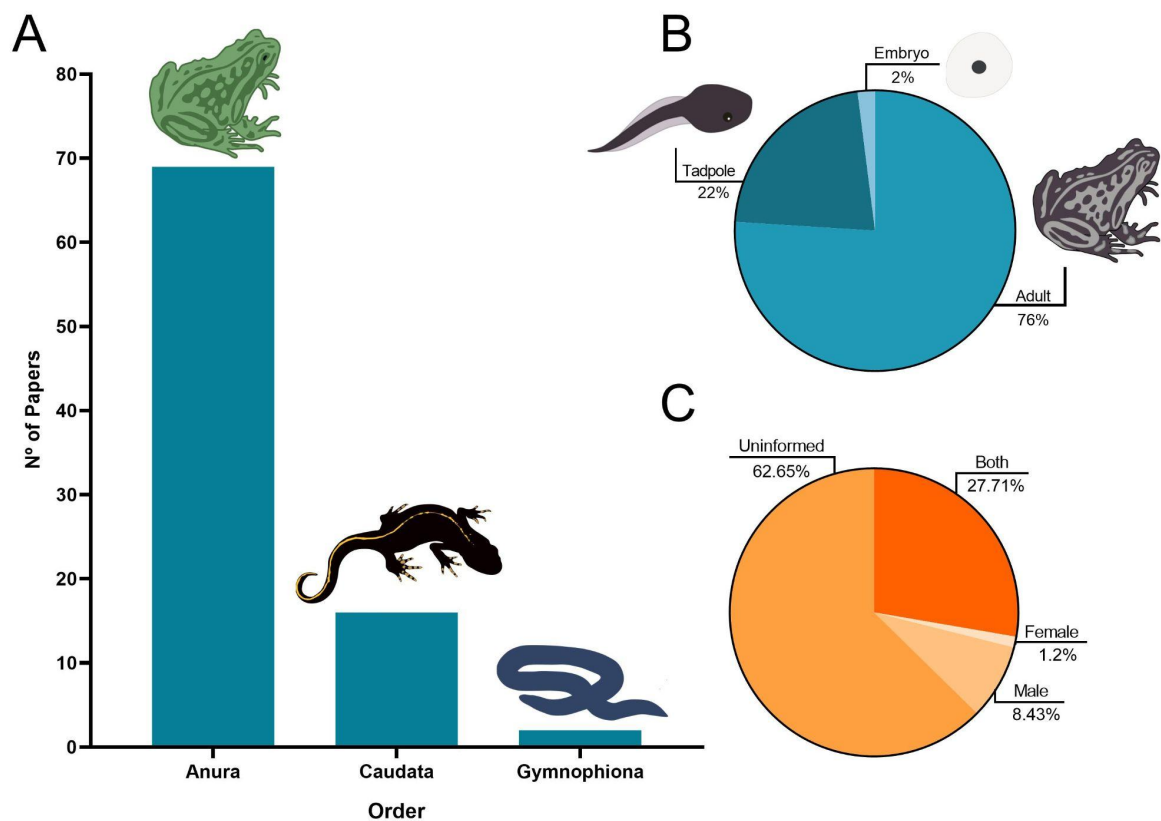 A
80
70
60
50
40
30
20
10
0
Nº of Papers
Anura
Caudata
Gymnophiona
Order
B
Embryo
2%
Tadpole
22%
Adult
76%
C
Uninformed
62.65%
Both
27.71%
Female
1.2%
Male
8.43%